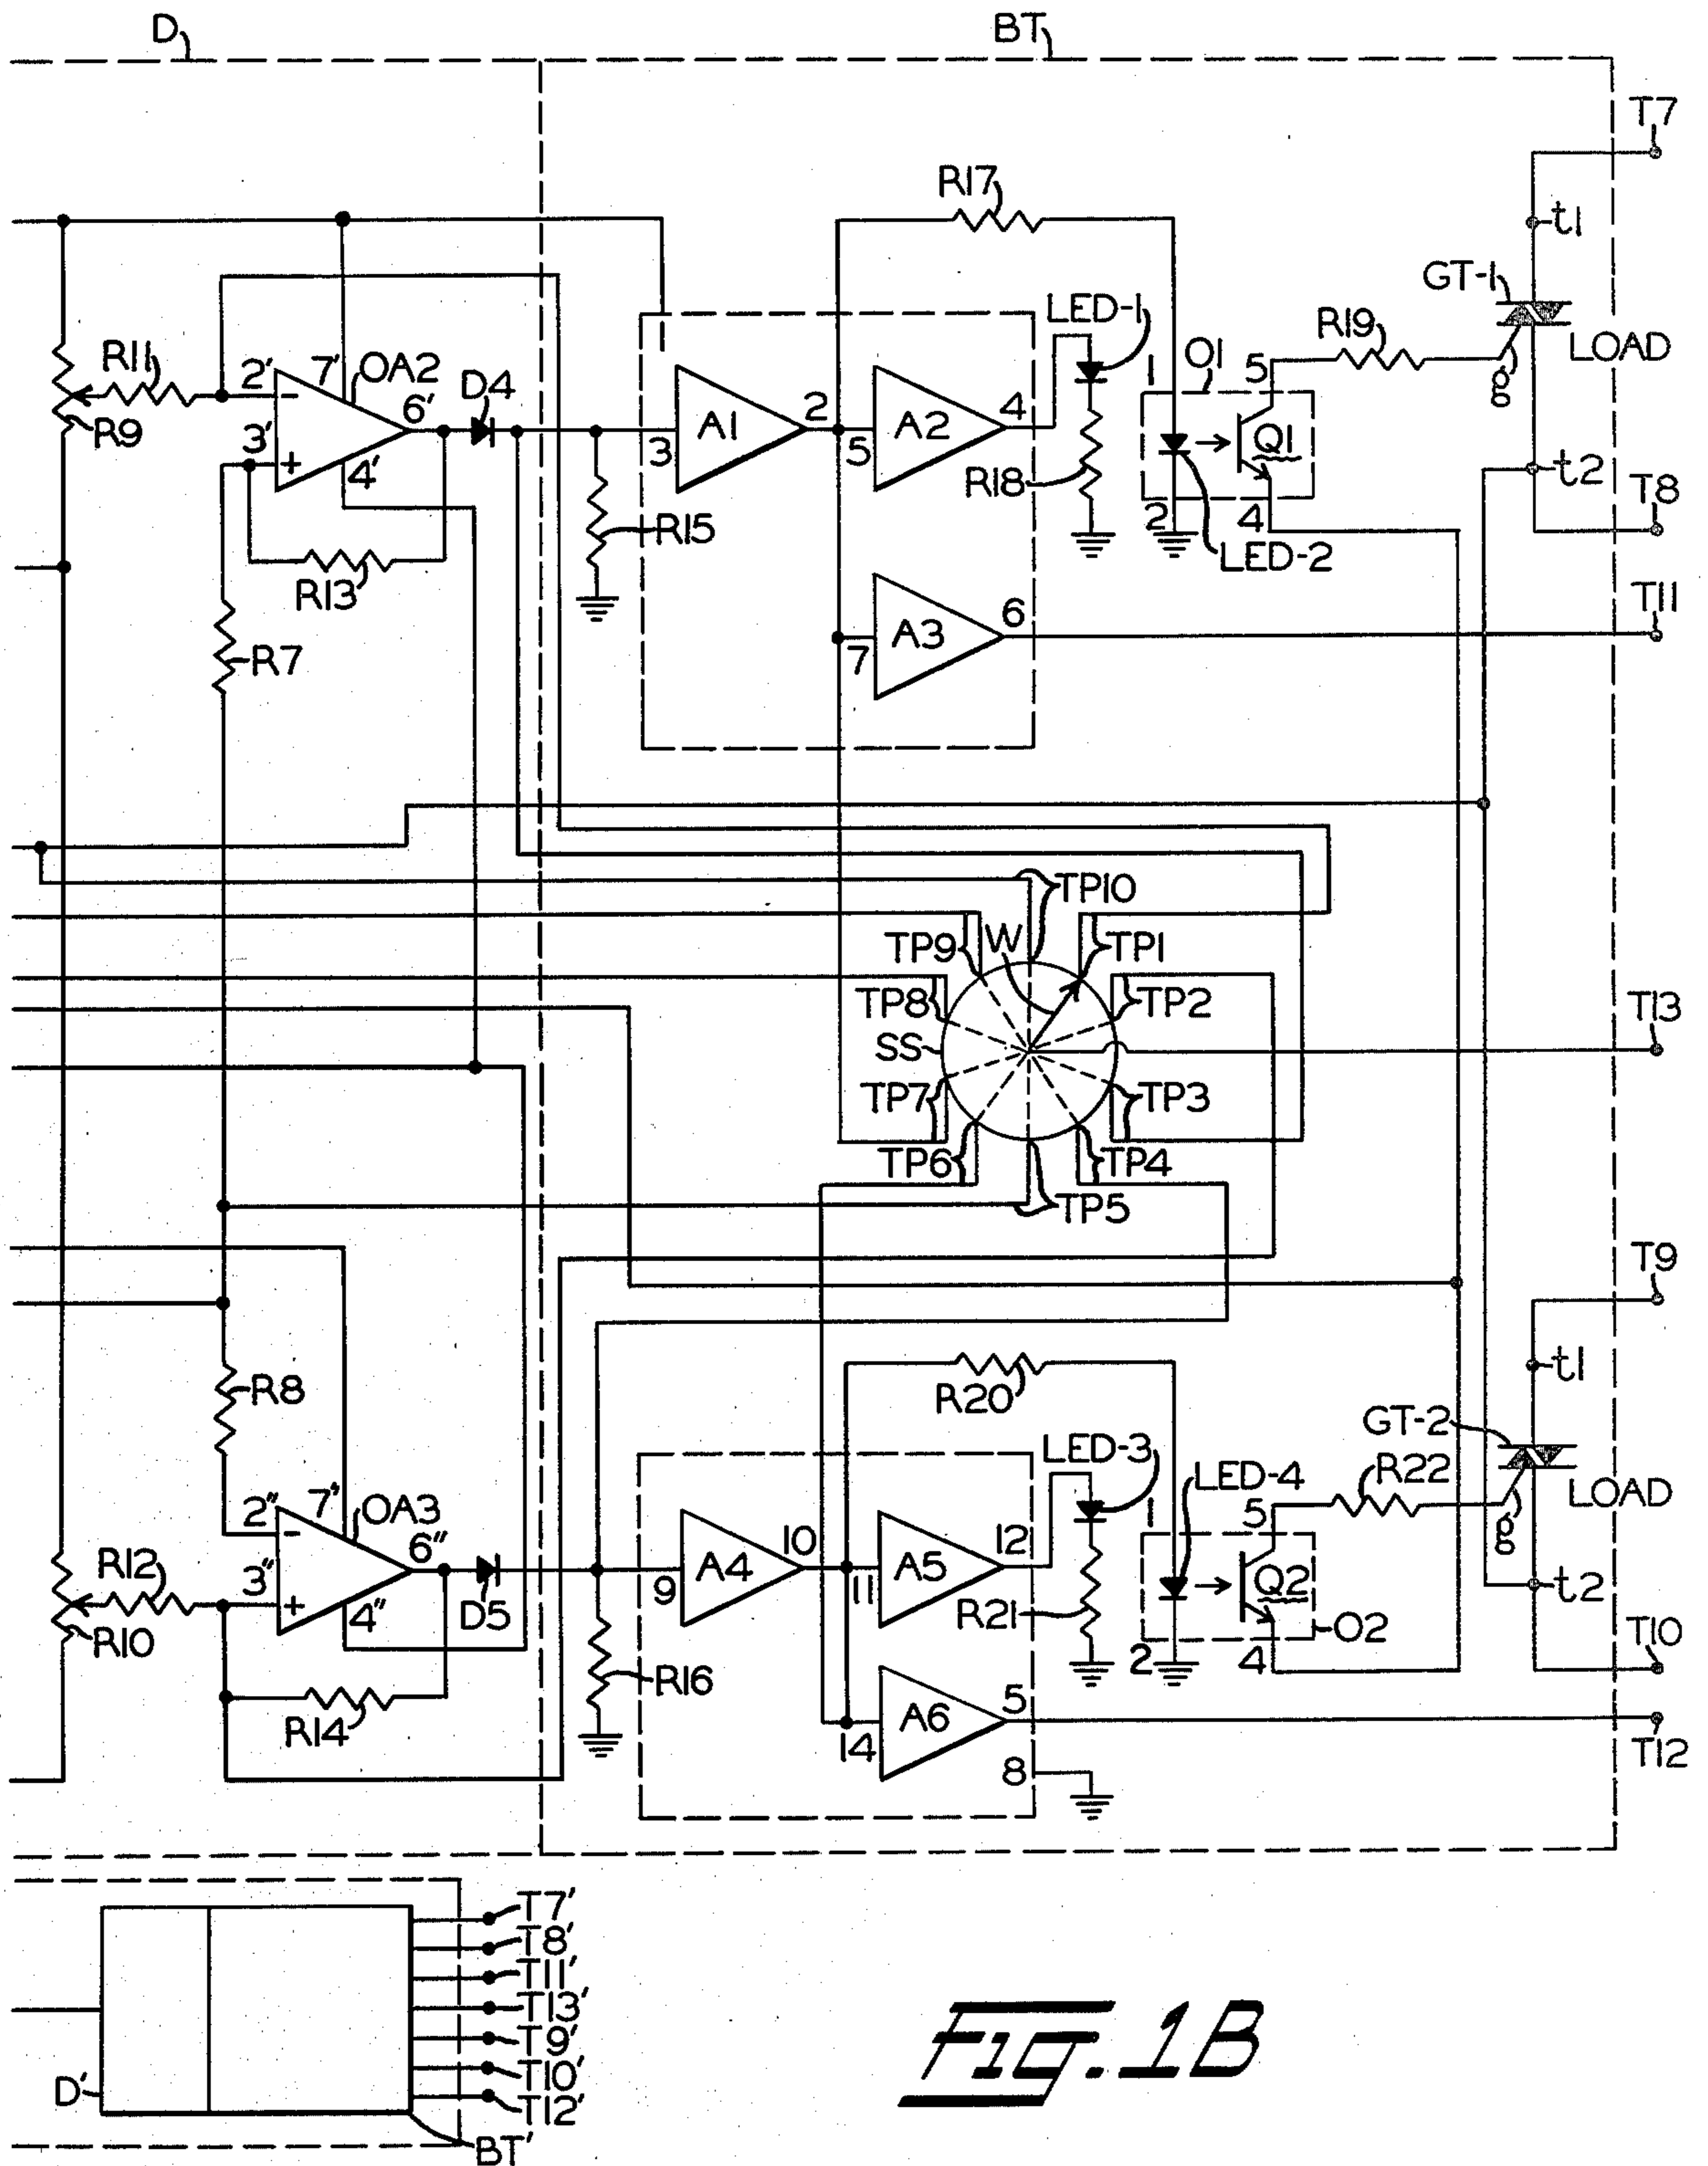 D
BT
T7
R17
t1
GT-1
LED-1
R19
LOAD
R11
2'
7'
OA2
D4
6'
A1
2
A2
4
1
O1
5
g
R9
3'
4'
3
5
R18
Q1
t2
-
+
R15
2
4
T8
LED-2
R13
A3
6
7
T11
R7
TP10
TP9
W
TP1
TP8
TP2
T13
SS
TP7
TP3
TP6
TP4
TP5
T9
R8
R20
t1
GT-2
LED-3
LED-4
R22
LOAD
2"
7"
OA3
6"
10
12
1
5
g
R12
3"
A4
A5
-
+
4"
D5
9
11
R21
Q2
t2
R10
2
4
O2
T10
R16
R14
A6
5
14
8
T12
T7'
T8'
T11'
T13'
T9'
T10'
T12'
D'
BT'
FIG. 1B